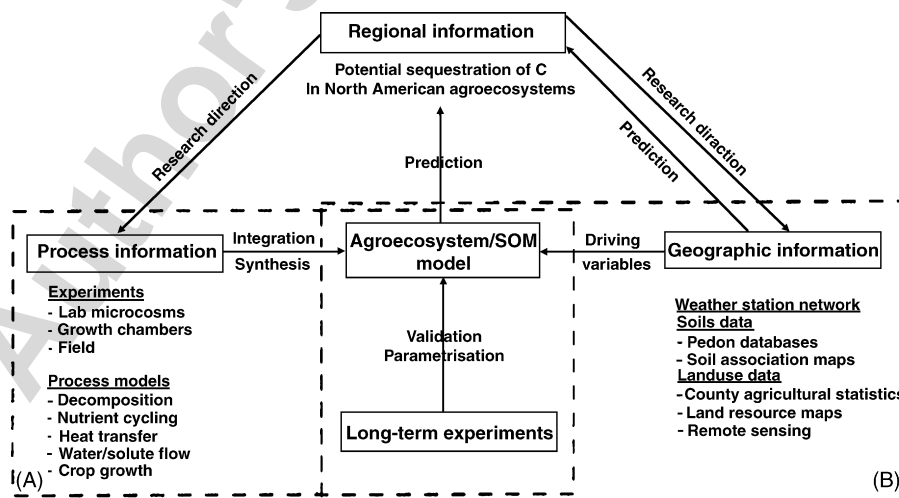 Author's
Regional information
Potential sequestration of C
In North American agroecosystems
Research direction
Prediction
Prediction
Research diraction
Process information
Integration
Synthesis
Agroecosystem/SOM
model
Driving
variables
Geographic information
Experiments
- Lab microcosms
- Growth chambers
- Field
Process models
- Decomposition
- Nutrient cycling
- Heat transfer
- Water/solute flow
- Crop growth
(A)
Validation
Parametrisation
Long-term experiments
Weather station network
Soils data
- Pedon databases
- Soil association maps
Landuse data
- County agricultural statistics
- Land resource maps
- Remote sensing
(B)